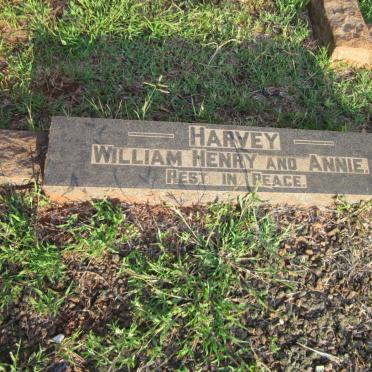 HARVEY
WILLIAM HENRY AND ANNIE.
REST IN PEACE.